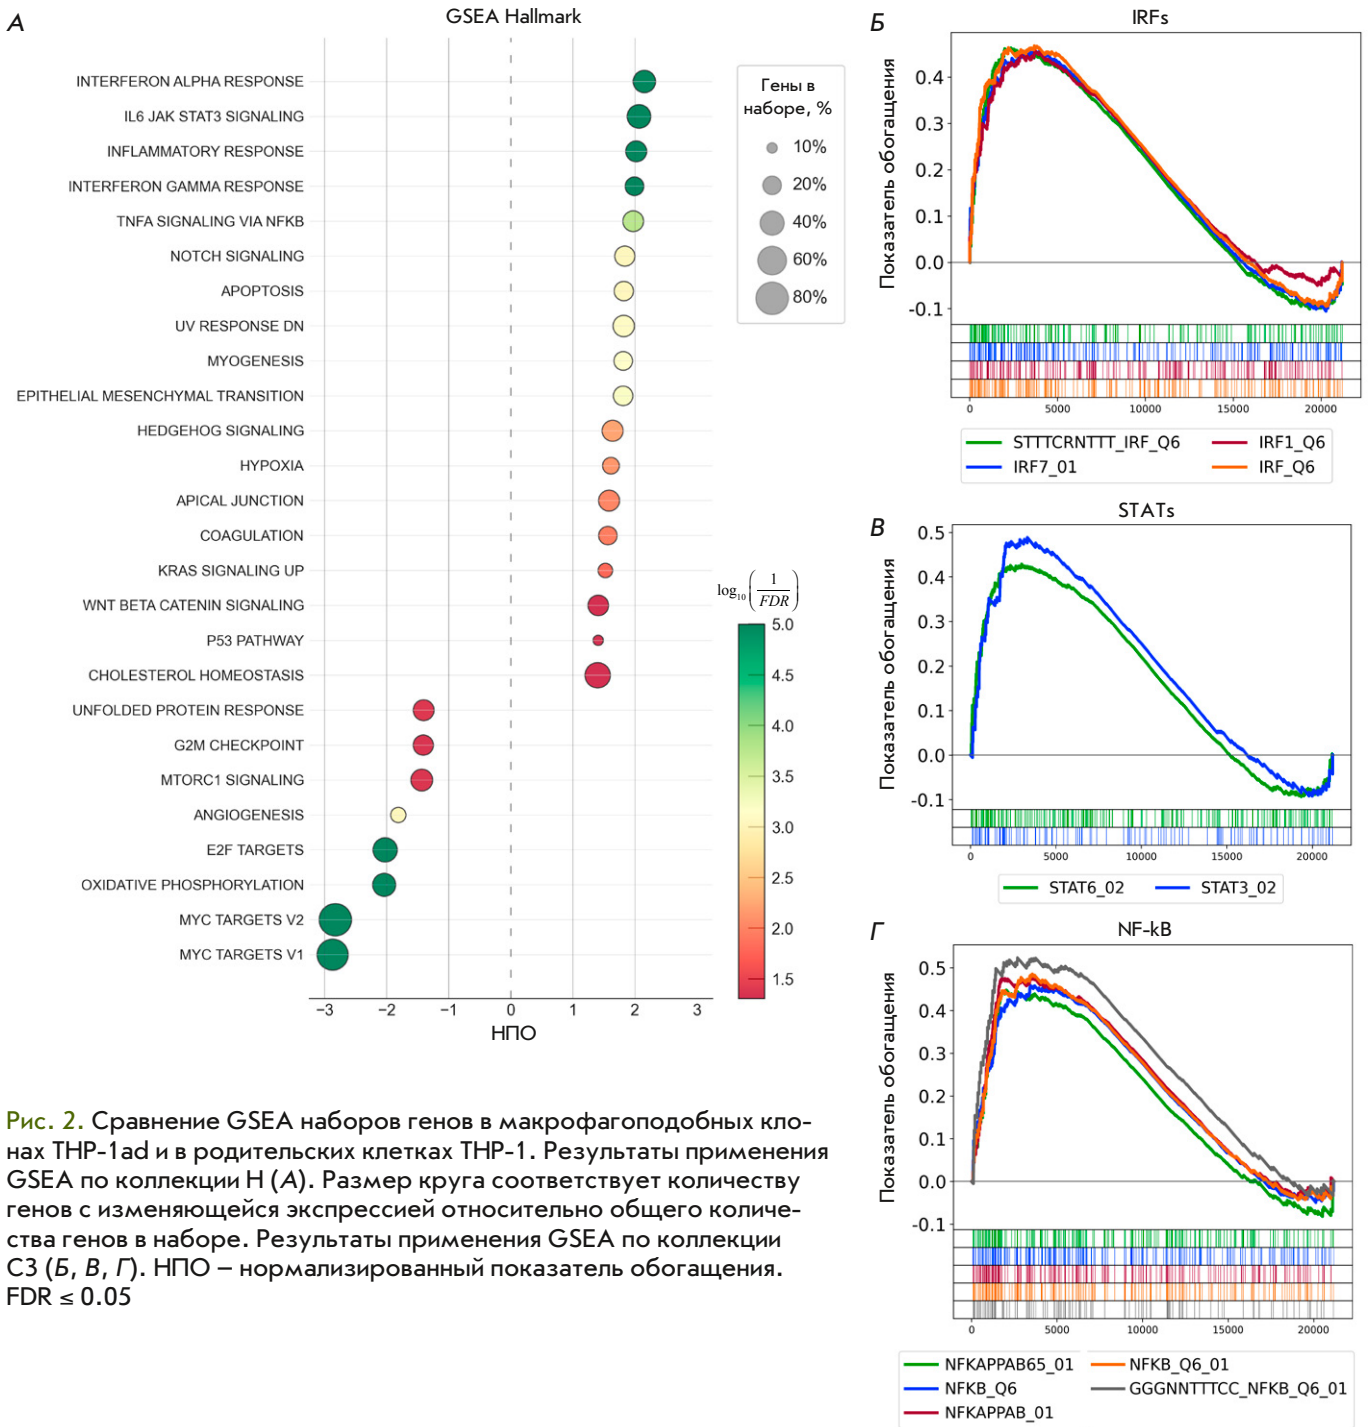 А
GSEA Hallmark
INTERFERON ALPHA RESPONSE
IL6 JAK STAT3 SIGNALING
INFLAMMATORY RESPONSE
INTERFERON GAMMA RESPONSE
TNFA SIGNALING VIA NFKB
NOTCH SIGNALING
APOPTOSIS
UV RESPONSE DN
MYOGENESIS
EPITHELIAL MESENCHYMAL TRANSITION
HEDGEHOG SIGNALING
HYPOXIA
APICAL JUNCTION
COAGULATION
KRAS SIGNALING UP
WNT BETA CATENIN SIGNALING
P53 PATHWAY
CHOLESTEROL HOMEOSTASIS
UNFOLDED PROTEIN RESPONSE
G2M CHECKPOINT
MTORC1 SIGNALING
ANGIOGENESIS
E2F TARGETS
OXIDATIVE PHOSPHORYLATION
MYC TARGETS V2
MYC TARGETS V1
−3 −2 −1 0 1 2 3
НПО
Гены в
наборе, %
10%
20%
40%
60%
80%
log₁₀(1/FDR)
5.0
4.5
4.0
3.5
3.0
2.5
2.0
1.5
Б
IRFs
Показатель обогащения
0.4
0.3
0.2
0.1
0.0
-0.1
0 5000 10000 15000 20000
STTTCRNTTT_IRF_Q6 IRF1_Q6
IRF7_01 IRF_Q6
В
STATs
Показатель обогащения
0.5
0.4
0.3
0.2
0.1
0.0
-0.1
0 5000 10000 15000 20000
STAT6_02 STAT3_02
Г
NF-kB
Показатель обогащения
0.5
0.4
0.3
0.2
0.1
0.0
-0.1
0 5000 10000 15000 20000
NFKAPPAB65_01 NFKB_Q6_01
NFKB_Q6 GGGNNTTTCC_NFKB_Q6_01
NFKAPPAB_01
Рис. 2. Сравнение GSEA наборов генов в макрофагоподобных кло-
нах THP-1ad и в родительских клетках THP-1. Результаты применения
GSEA по коллекции H (А). Размер круга соответствует количеству
генов с изменяющейся экспрессией относительно общего количе-
ства генов в наборе. Результаты применения GSEA по коллекции
C3 (Б, В, Г). НПО – нормализированный показатель обогащения.
FDR ≤ 0.05